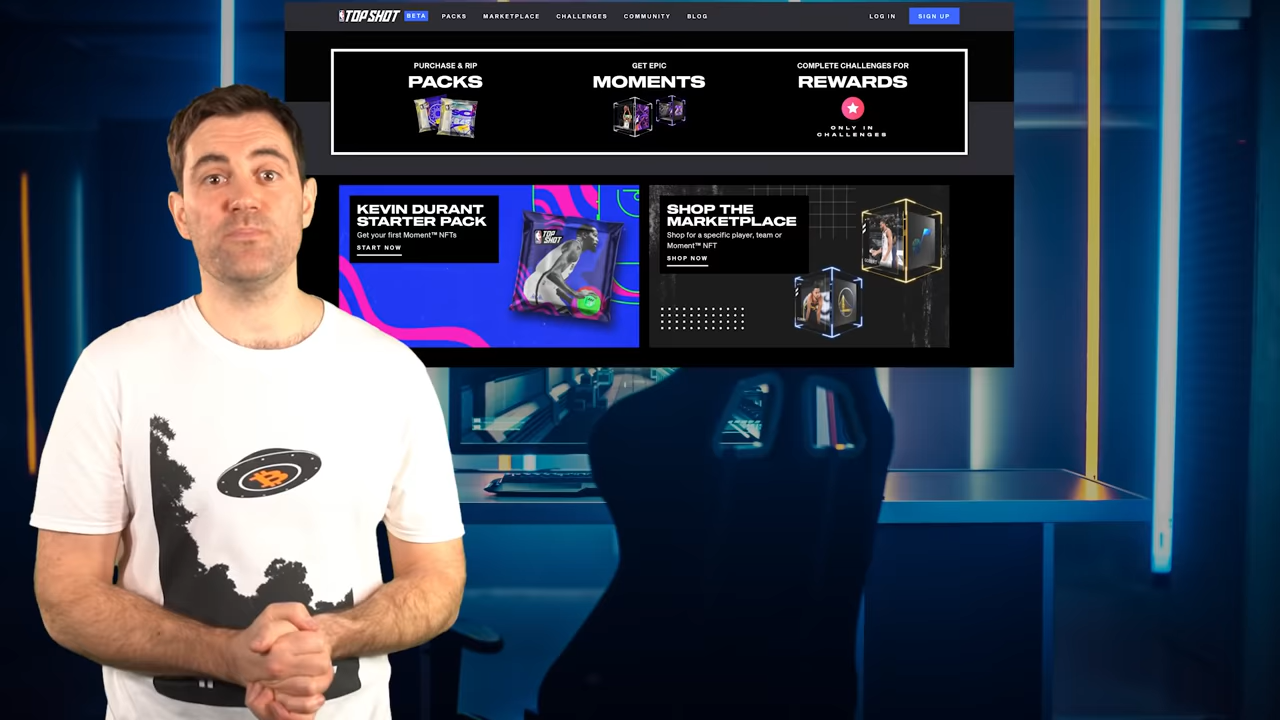 TOP SHOT BETA PACKS MARKETPLACE CHALLENGES COMMUNITY BLOG LOG IN SIGN UP
PURCHASE & RIP
PACKS
GET EPIC
MOMENTS
COMPLETE CHALLENGES FOR
REWARDS
ONLY IN
CHALLENGES
KEVIN DURANT
STARTER PACK
Get your first Moment™ NFTs
START NOW
TOP
SHOT
SHOP THE
MARKETPLACE
Shop for a specific player, team or
Moment™ NFT
SHOP NOW